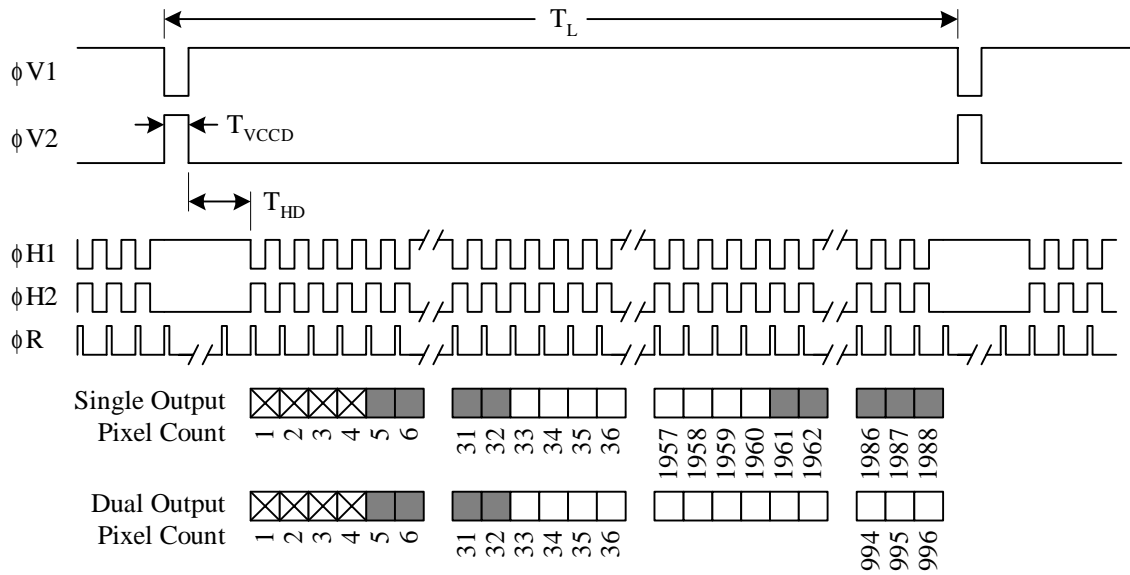 T_L
ϕV1
ϕV2
T_VCCD
T_HD
ϕH1
ϕH2
ϕR
Single Output
Pixel Count
1 2 3 4 5 6 31 32 33 34 35 36 1957 1958 1959 1960 1961 1962 1986 1987 1988
Dual Output
Pixel Count
1 2 3 4 5 6 31 32 33 34 35 36 994 995 996